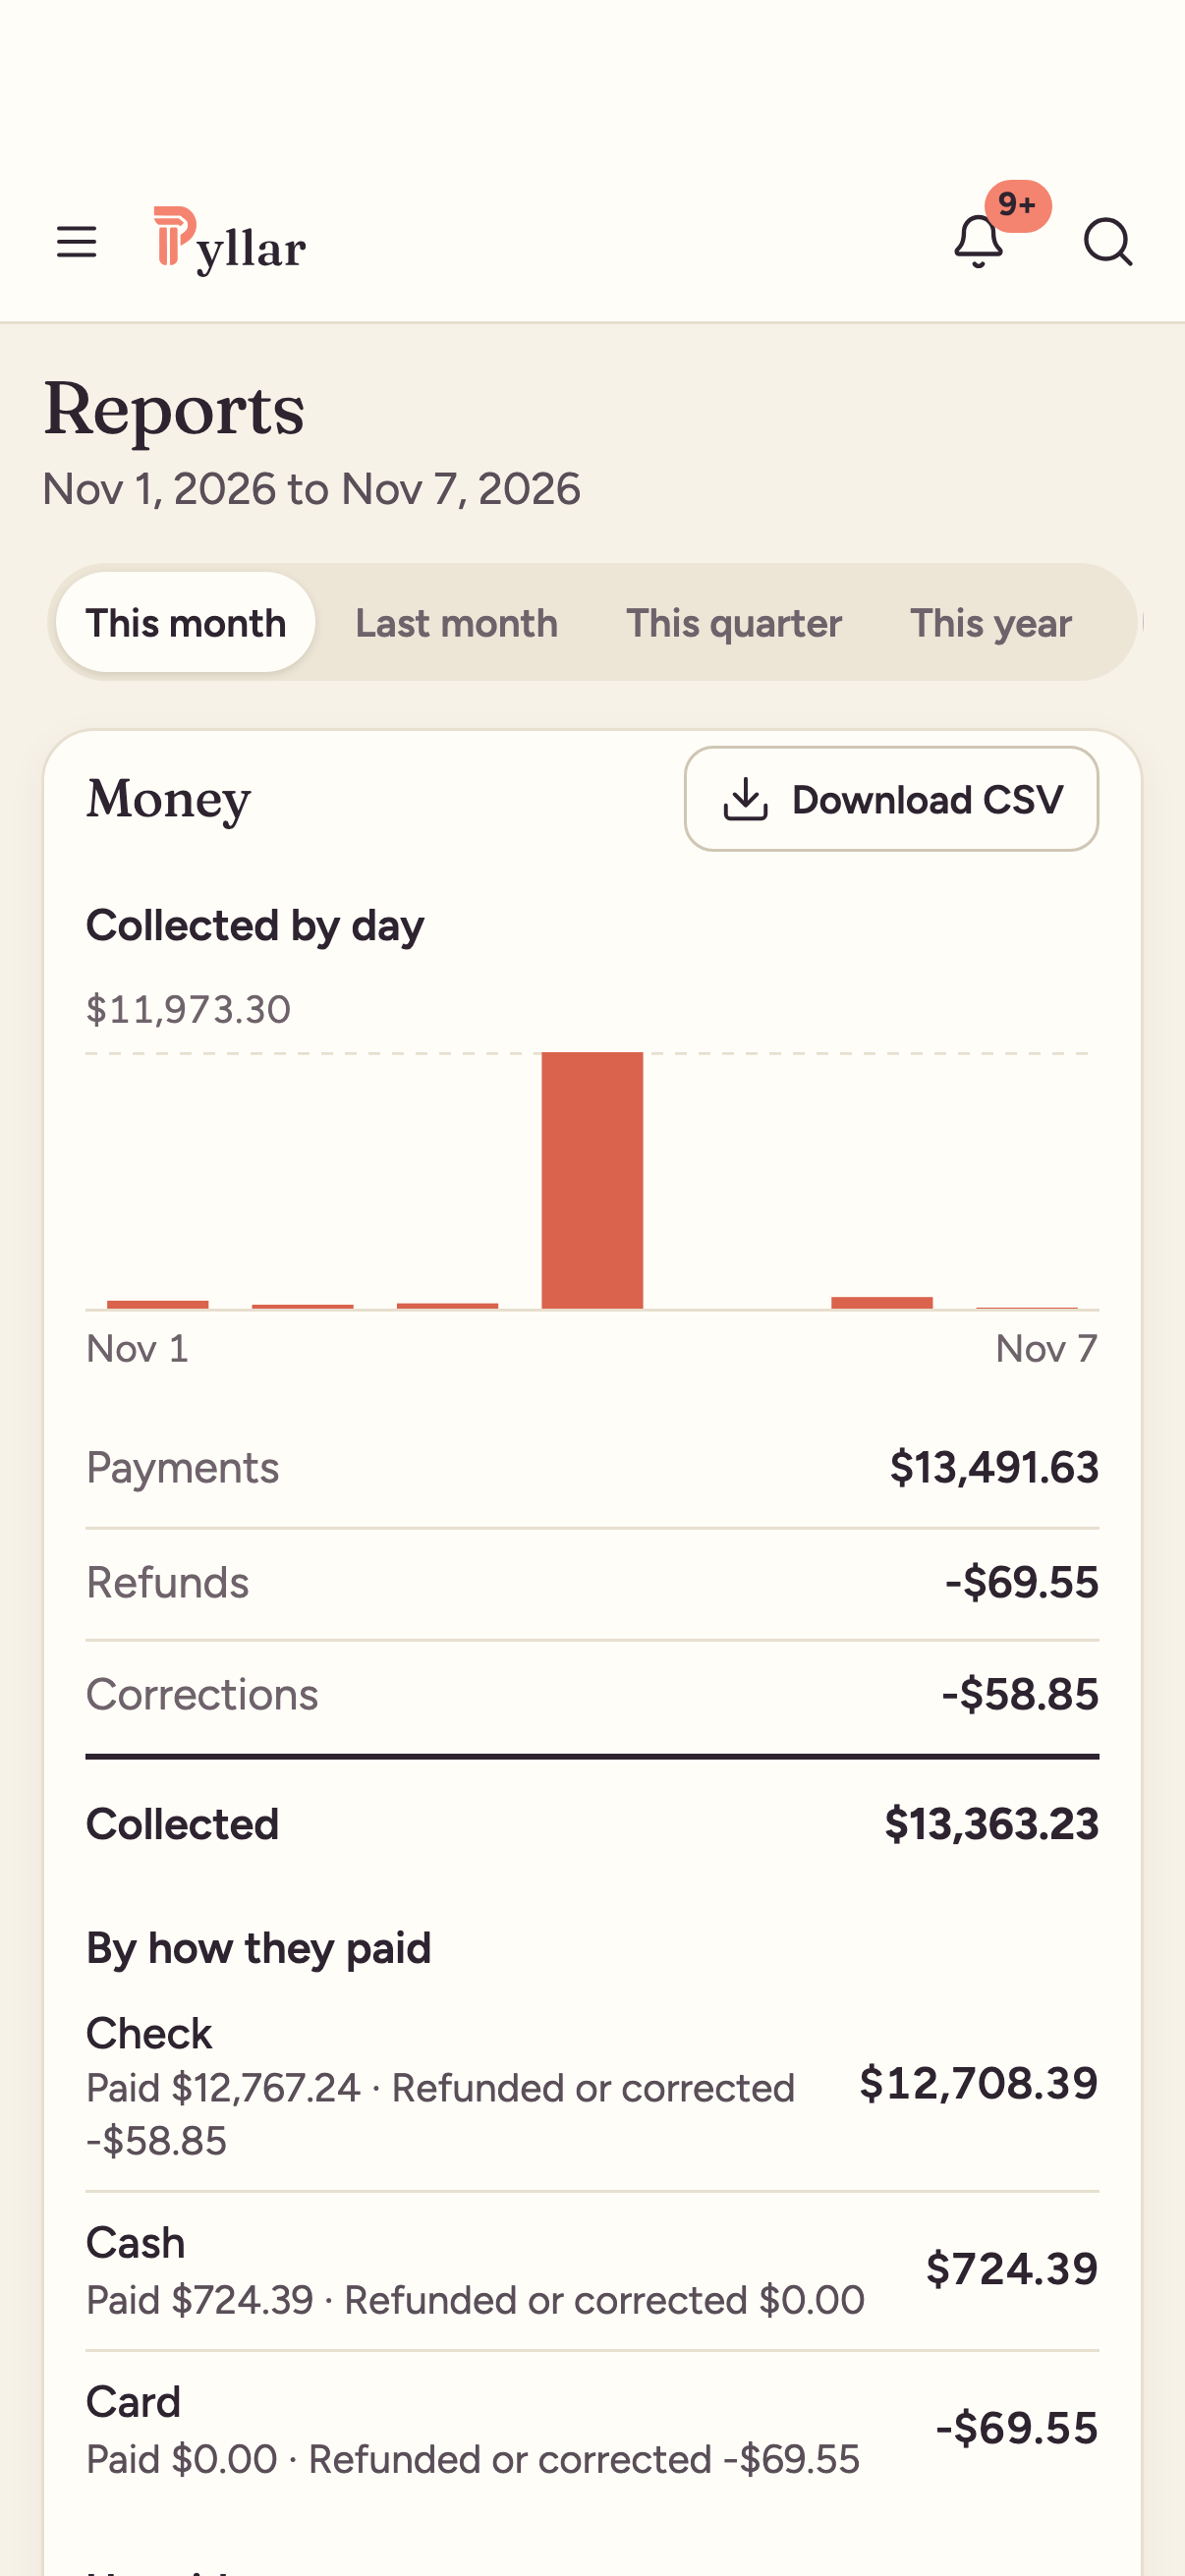 Pyllar
9+
Reports
Nov 1, 2026 to Nov 7, 2026
This month
Last month
This quarter
This year
Money
Download CSV
Collected by day
$11,973.30
Nov 1
Nov 7
Payments
$13,491.63
Refunds
-$69.55
Corrections
-$58.85
Collected
$13,363.23
By how they paid
Check
Paid $12,767.24 · Refunded or corrected
-$58.85
$12,708.39
Cash
Paid $724.39 · Refunded or corrected $0.00
$724.39
Card
Paid $0.00 · Refunded or corrected -$69.55
-$69.55